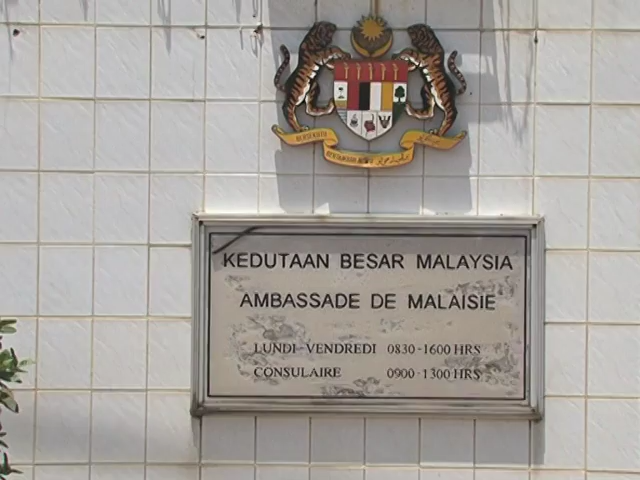 KEDUTAAN BESAR MALAYSIA
AMBASSADE DE MALAISIE
LUNDI-VENDREDI 0830-1600 HRS
CONSULAIRE 0900-1300 HRS